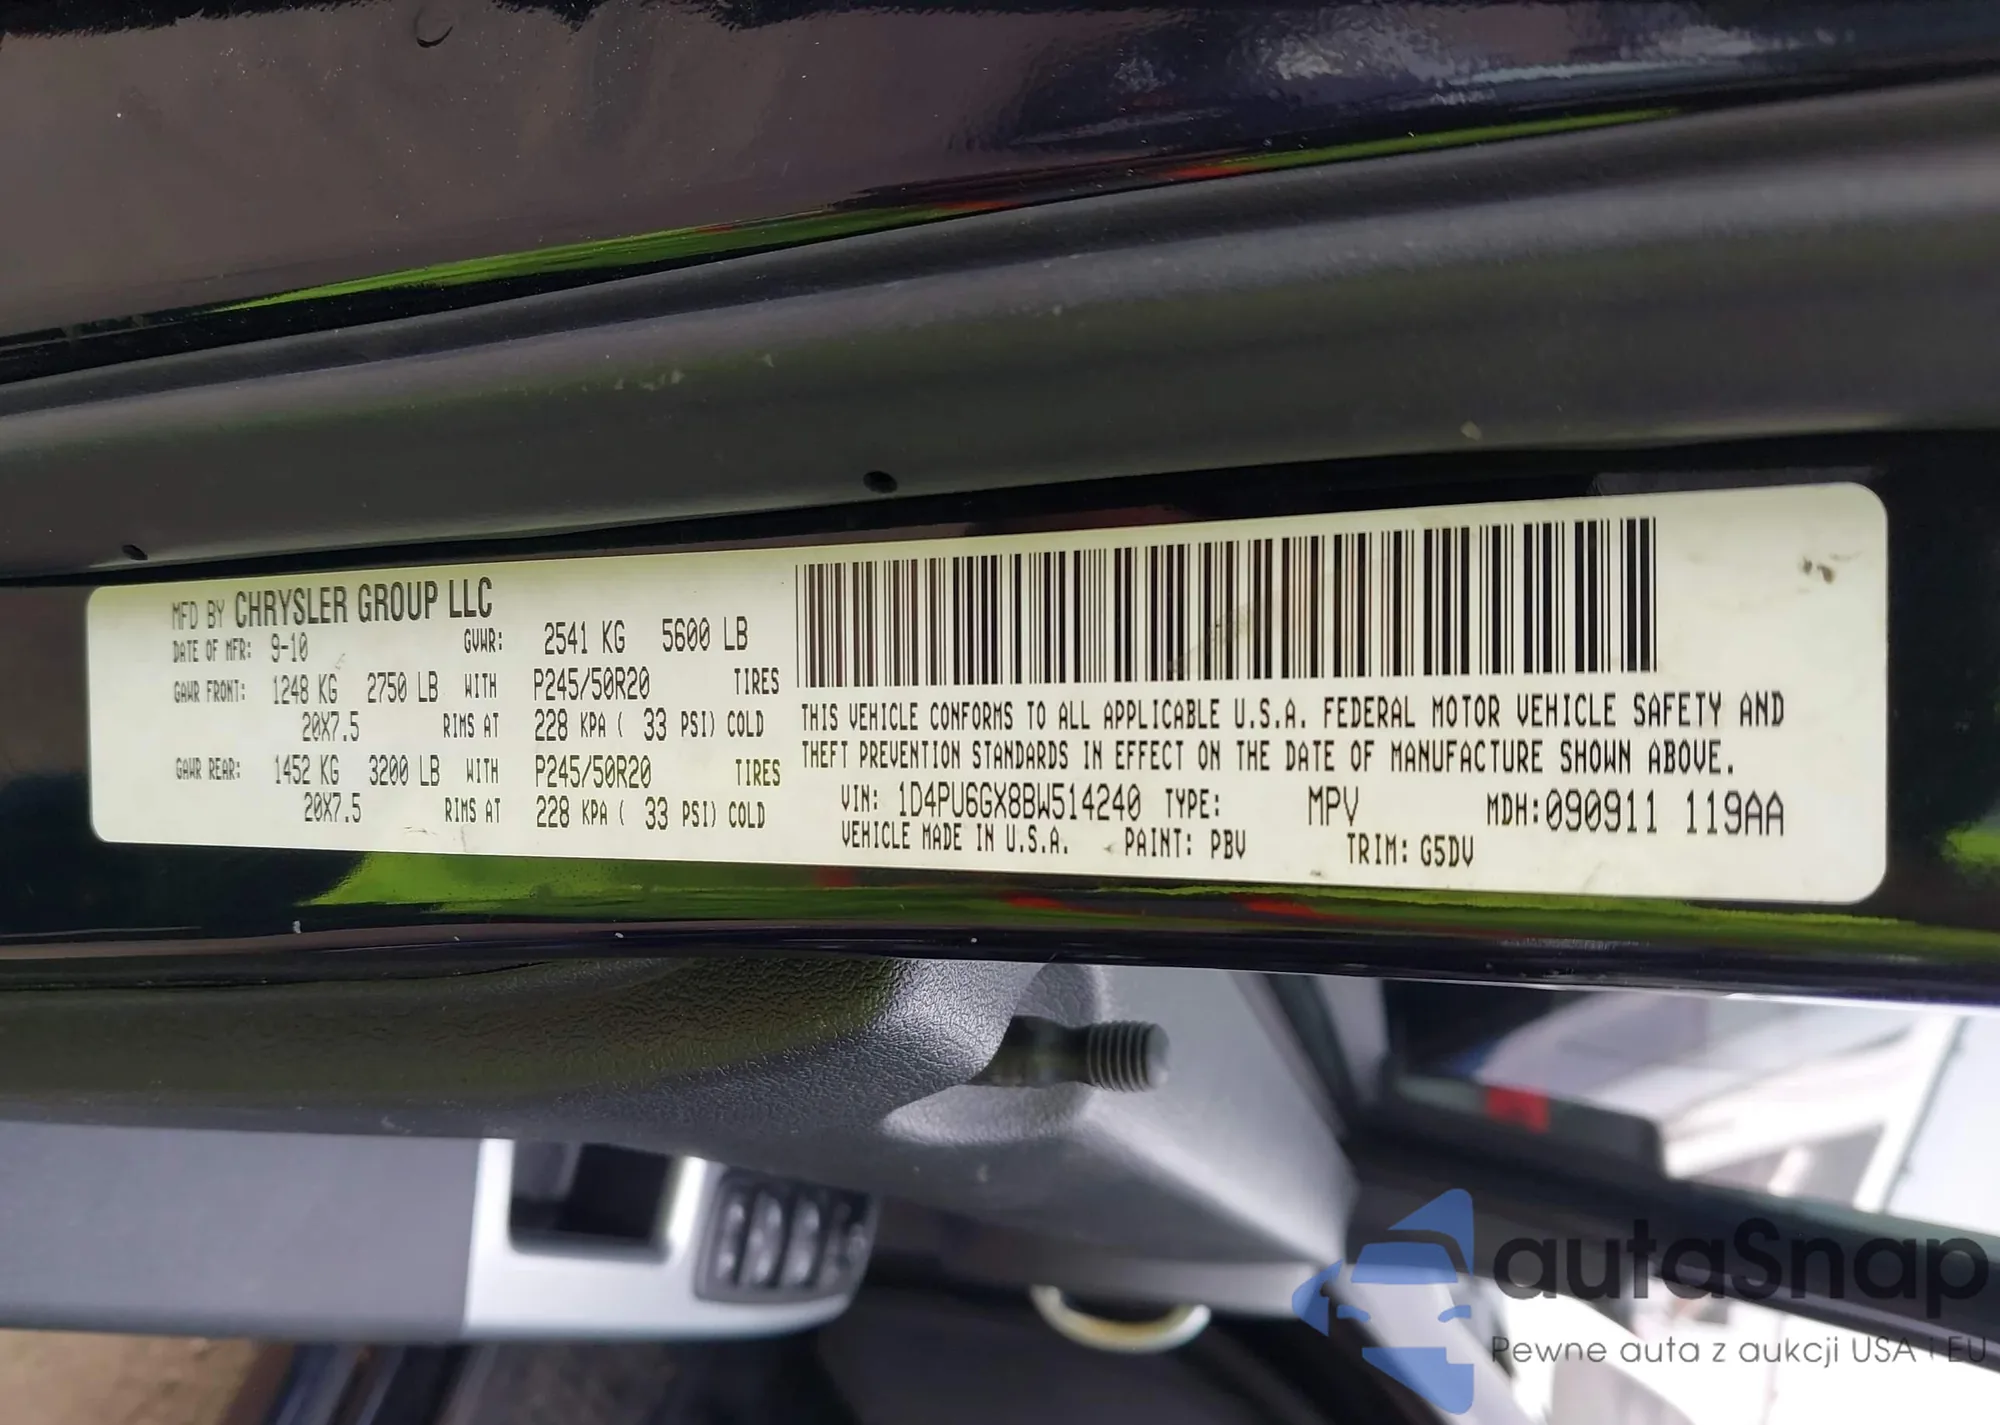 MFD BY CHRYSLER GROUP LLC
DATE OF MFR: 9-10 GVWR: 2541 KG 5600 LB
GAWR FRONT: 1248 KG 2750 LB WITH P245/50R20 TIRES
20X7.5 RIMS AT 228 KPA ( 33 PSI) COLD
GAWR REAR: 1452 KG 3200 LB WITH P245/50R20 TIRES
20X7.5 RIMS AT 228 KPA ( 33 PSI) COLD
THIS VEHICLE CONFORMS TO ALL APPLICABLE U.S.A. FEDERAL MOTOR VEHICLE SAFETY AND
THEFT PREVENTION STANDARDS IN EFFECT ON THE DATE OF MANUFACTURE SHOWN ABOVE.
VIN: 1D4PU6GX8BW514240 TYPE: MPV MDH:090911 119AA
VEHICLE MADE IN U.S.A. PAINT: PBV TRIM: G5DV
autaSnap
Pewne auta z aukcji USA i EU